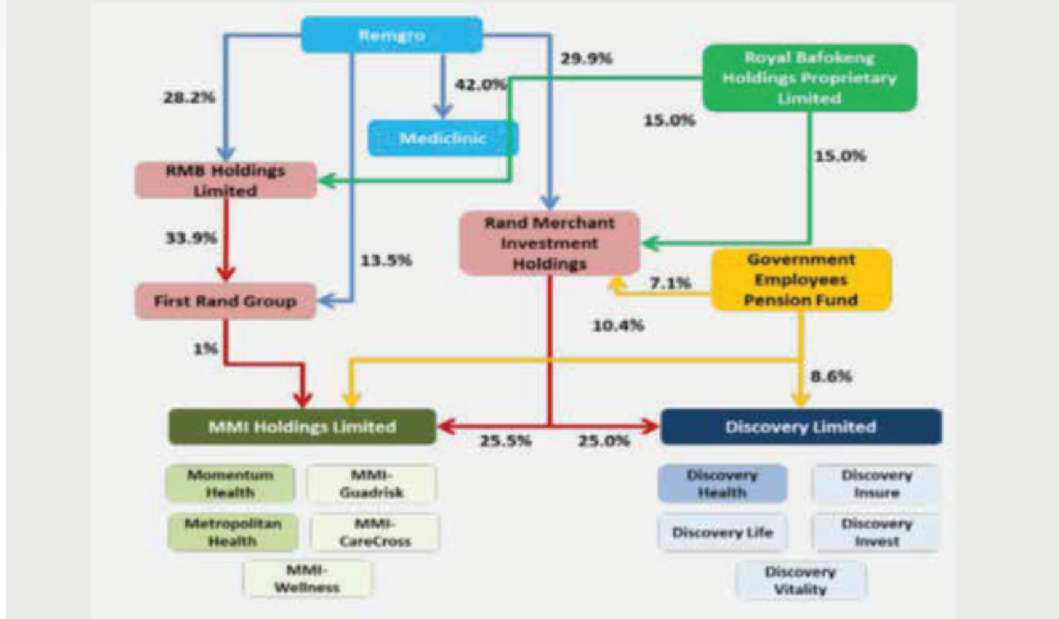 Remgro
29.9%
Royal Bafokeng
Holdings Proprietary
Limited
28.2%
42.0%
15.0%
Mediclinic
15.0%
RMB Holdings
Limited
Rand Merchant
Investment
Holdings
33.9%
13.5%
Government
Employees
Pension Fund
7.1%
First Rand Group
10.4%
1%
8.6%
MMI Holdings Limited
25.5%
25.0%
Discovery Limited
Momentum
Health
MMI-
Guadrisk
Discovery
Health
Discovery
Insure
Metropolitan
Health
MMI-
CareCross
Discovery Life
Discovery
Invest
MMI-
Wellness
Discovery
Vitality